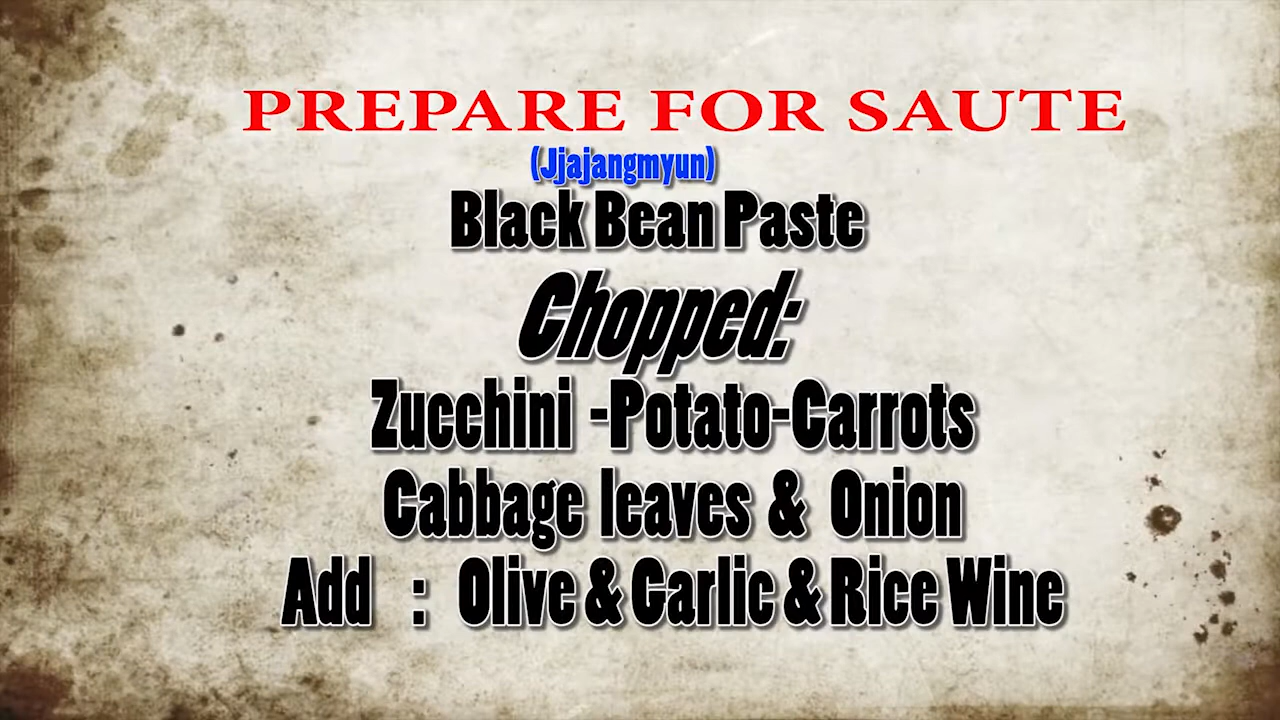 PREPARE FOR SAUTE
(Jjajangmyun)
Black Bean Paste
Chopped:
Zucchini -Potato-Carrots
Cabbage leaves & Onion
Add : Olive & Garlic & Rice Wine